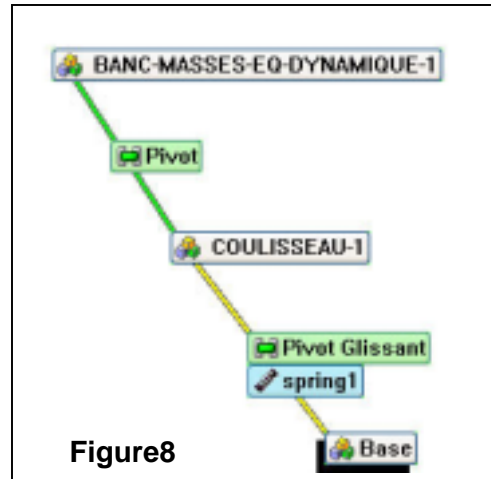 BANC-MASSES-EQ-DYNAMIQUE-1
Pivot
COULISSEAU-1
Pivot Glissant
spring1
Base
Figure8